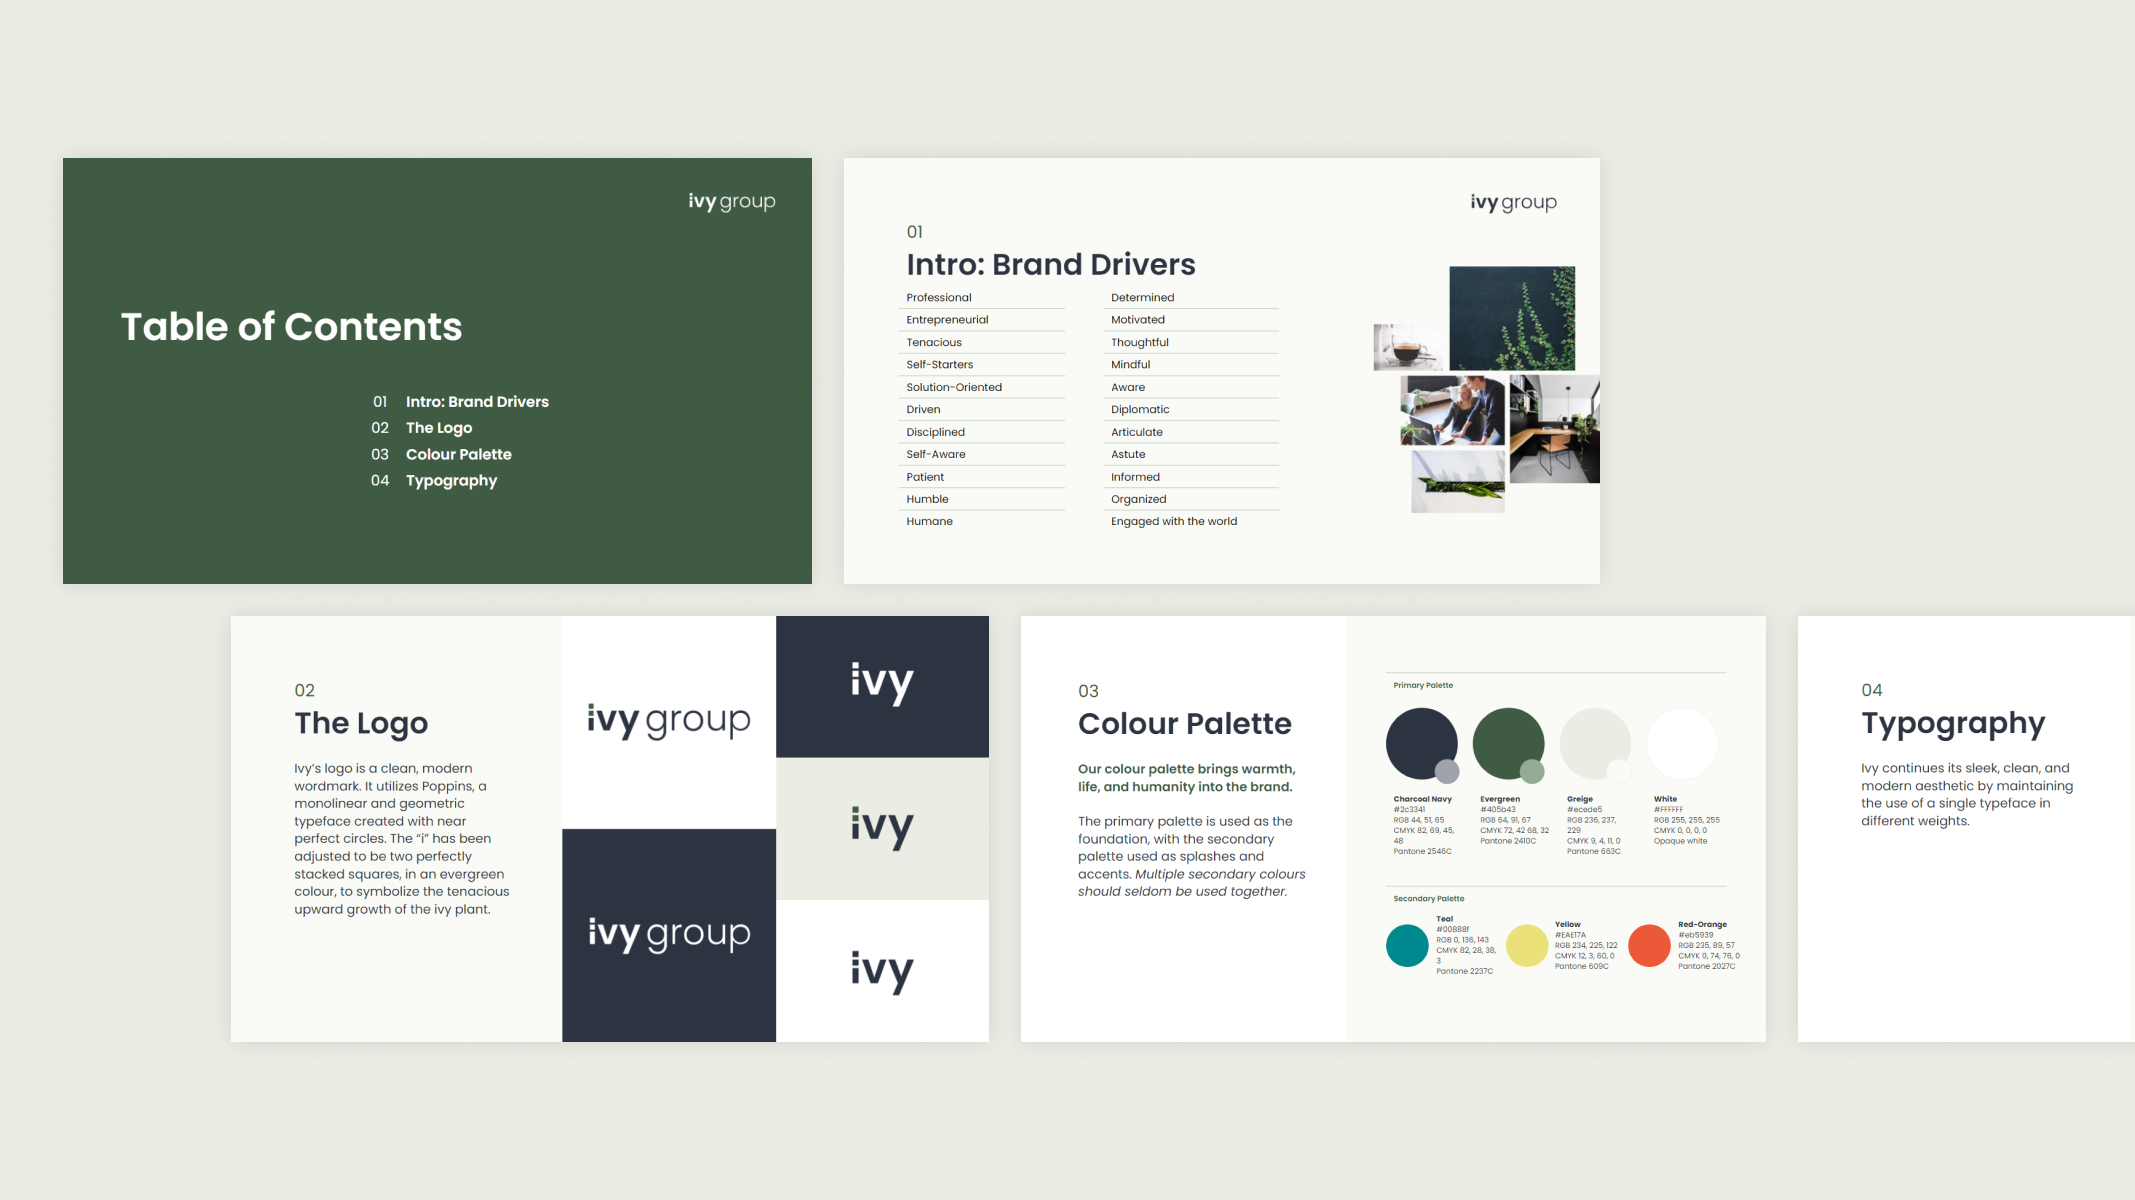 ivy group
Table of Contents
01 Intro: Brand Drivers
02 The Logo
03 Colour Palette
04 Typography
ivy group
01
Intro: Brand Drivers
Professional
Entrepreneurial
Tenacious
Self-Starters
Solution-Oriented
Driven
Disciplined
Self-Aware
Patient
Humble
Humane
Determined
Motivated
Thoughtful
Mindful
Aware
Diplomatic
Articulate
Astute
Informed
Organized
Engaged with the world
02
The Logo
Ivy’s logo is a clean, modern
wordmark. It utilizes Poppins, a
monolinear and geometric
typeface created with near
perfect circles. The “i” has been
adjusted to be two perfectly
stacked squares, in an evergreen
colour, to symbolize the tenacious
upward growth of the ivy plant.
ivy group
ivy group
ivy
ivy
ivy
03
Colour Palette
Our colour palette brings warmth,
life, and humanity into the brand.
The primary palette is used as the
foundation, with the secondary
palette used as splashes and
accents. Multiple secondary colours
should seldom be used together.
Primary Palette
Charcoal Navy
#2c3341
RGB 44, 51, 65
CMYK 82, 69, 45,
48
Pantone 2546C
Evergreen
#405b43
RGB 64, 91, 67
CMYK 72, 42 68, 32
Pantone 2410C
Greige
#ecede5
RGB 236, 237,
229
CMYK 9, 4, 11, 0
Pantone 663C
White
#FFFFFF
RGB 255, 255, 255
CMYK 0, 0, 0, 0
Opaque white
Secondary Palette
Teal
#00888f
RGB 0, 136, 143
CMYK 82, 28, 38,
3
Pantone 2237C
Yellow
#EAE17A
RGB 234, 225, 122
CMYK 12, 3, 60, 0
Pantone 609C
Red-Orange
#eb5939
RGB 235, 89, 57
CMYK 0, 74, 76, 0
Pantone 2027C
04
Typography
Ivy continues its sleek, clean, and
modern aesthetic by maintaining
the use of a single typeface in
different weights.